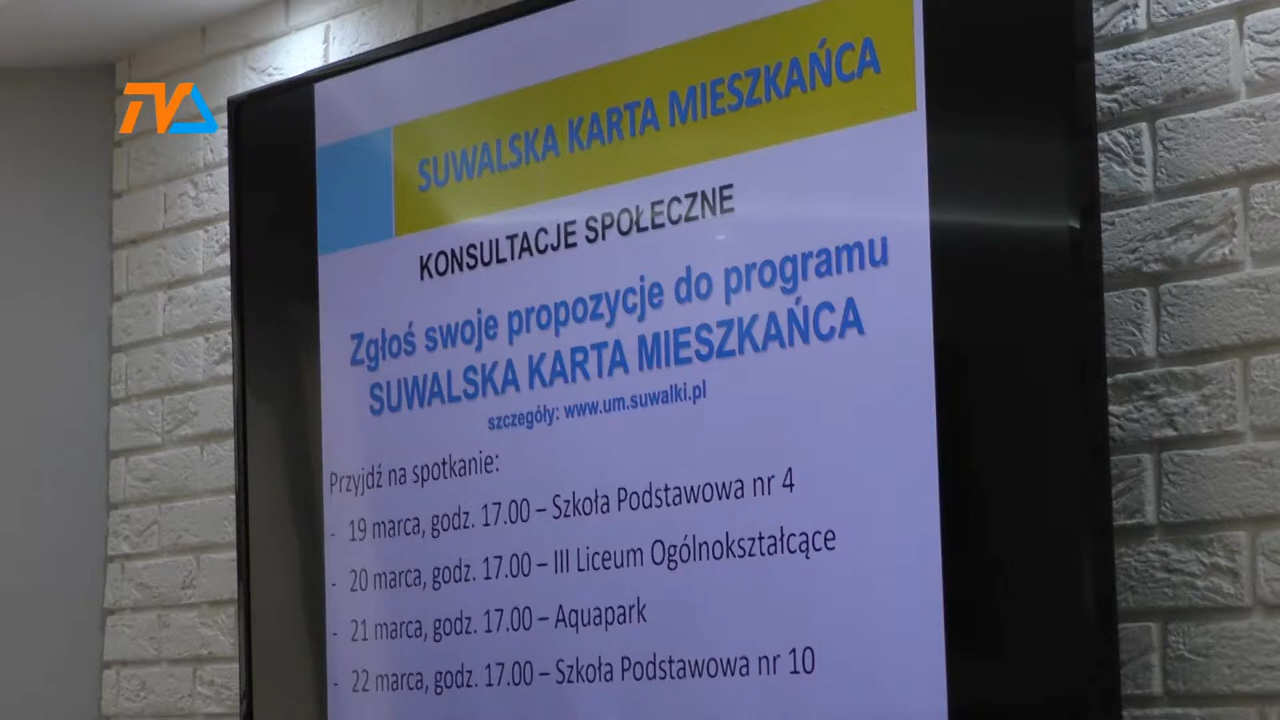 TVA
SUWALSKA KARTA MIESZKAŃCA
KONSULTACJE SPOŁECZNE
Zgłoś swoje propozycje do programu
SUWALSKA KARTA MIESZKAŃCA
szczegóły: www.um.suwalki.pl
Przyjdź na spotkanie:
- 19 marca, godz. 17.00 – Szkoła Podstawowa nr 4
- 20 marca, godz. 17.00 – III Liceum Ogólnokształcące
- 21 marca, godz. 17.00 – Aquapark
- 22 marca, godz. 17.00 – Szkoła Podstawowa nr 10